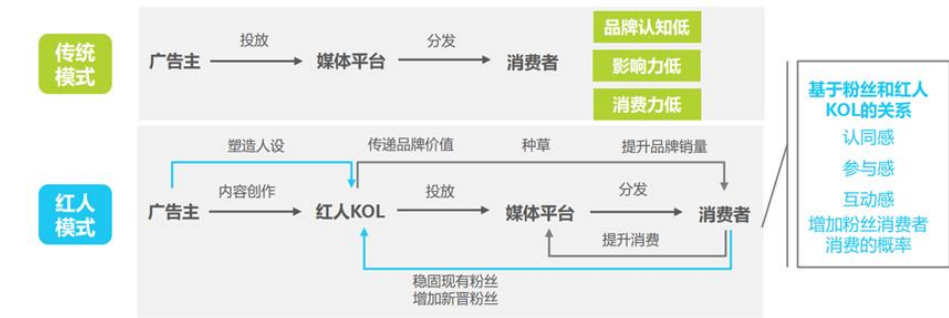 传统
模式
广告主
投放
媒体平台
分发
消费者
品牌认知低
影响力低
消费力低
红人
模式
塑造人设
传递品牌价值
种草
提升品牌销量
广告主
内容创作
红人KOL
投放
媒体平台
分发
消费者
提升消费
稳固现有粉丝
增加新晋粉丝
基于粉丝和红人
KOL的关系
认同感
参与感
互动感
增加粉丝消费者
消费的概率